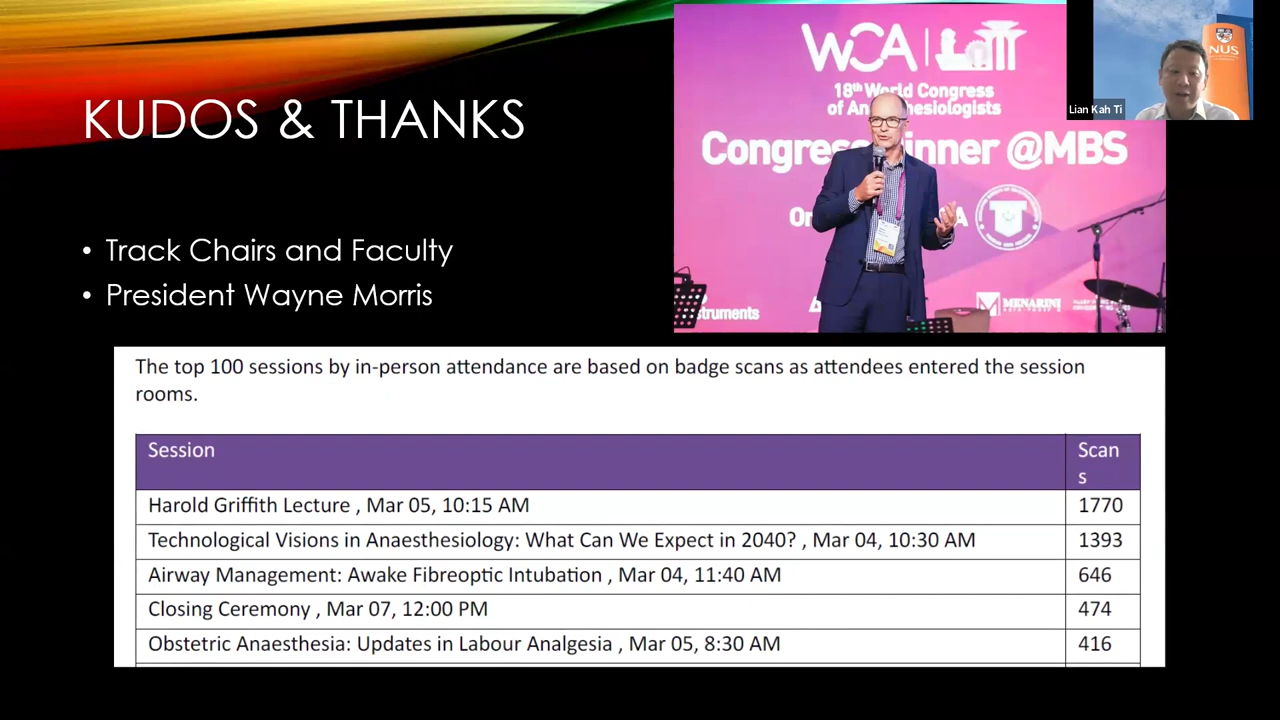 KUDOS & THANKS
• Track Chairs and Faculty
• President Wayne Morris
WCA
18th World Congress
of Anaesthesiologists
Congress Dinner @MBS
MENARINI
NUS
Lian Kah Ti
The top 100 sessions by in-person attendance are based on badge scans as attendees entered the session
rooms.
Session Scan
s
Harold Griffith Lecture , Mar 05, 10:15 AM 1770
Technological Visions in Anaesthesiology: What Can We Expect in 2040? , Mar 04, 10:30 AM 1393
Airway Management: Awake Fibreoptic Intubation , Mar 04, 11:40 AM 646
Closing Ceremony , Mar 07, 12:00 PM 474
Obstetric Anaesthesia: Updates in Labour Analgesia , Mar 05, 8:30 AM 416